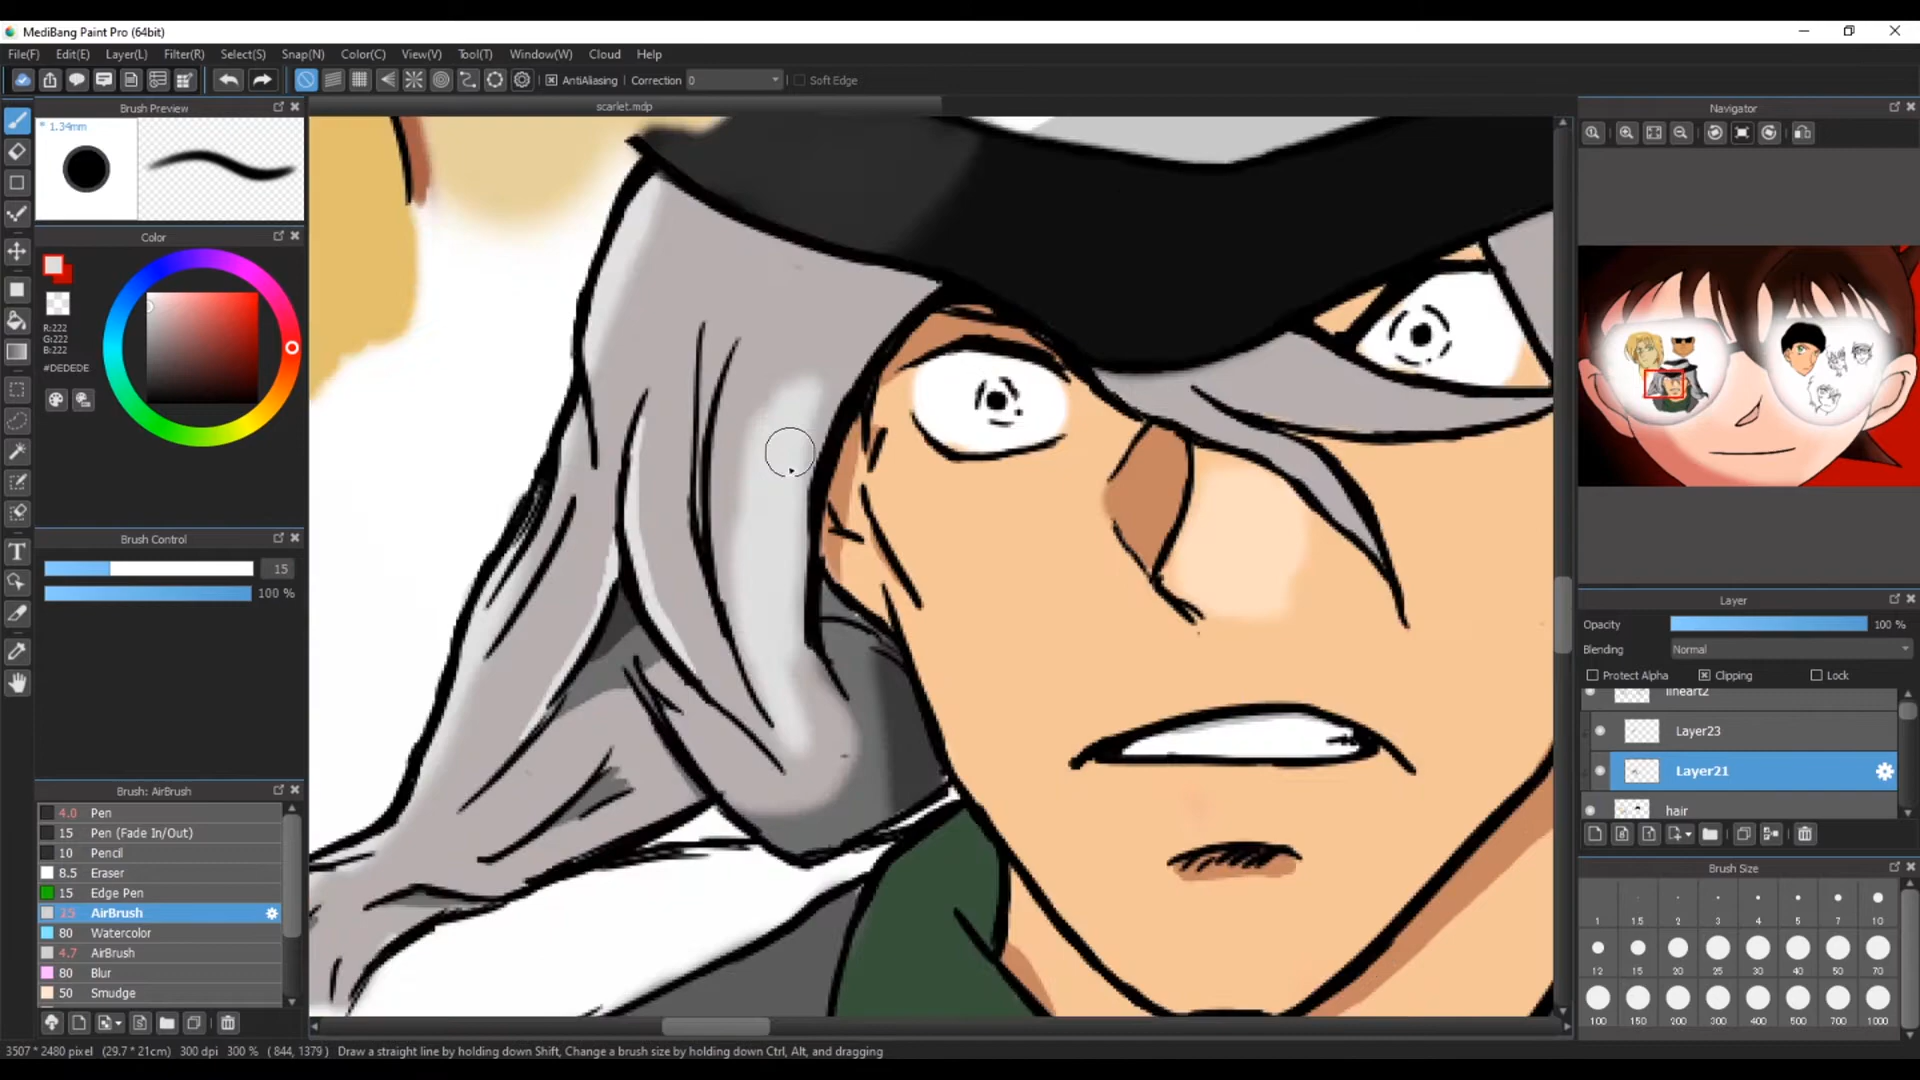 MediBang Paint Pro (64bit)
File(F) Edit(E) Layer(L) Filter(R) Select(S) Snap(N) Color(C) View(V) Tool(T) Window(W) Cloud Help
AntiAliasing Correction 0 Soft Edge
Brush Preview
scarlet.mdp
Navigator
* 1.34mm
Color
R:222
G:222
B:222
#DEDEDE
Brush Control
15
100 %
Brush: AirBrush
4.0 Pen
15 Pen (Fade In/Out)
10 Pencil
8.5 Eraser
15 Edge Pen
15 AirBrush
80 Watercolor
4.7 AirBrush
80 Blur
50 Smudge
Layer
Opacity 100 %
Blending Normal
Protect Alpha Clipping Lock
lineart2
Layer23
Layer21
hair
Brush Size
1 1.5 2 3 4 5 7 10
12 15 20 25 30 40 50 70
100 150 200 300 400 500 700 1000
3507 * 2480 pixel (29.7 * 21cm) 300 dpi 300 % ( 844, 1379 ) Draw a straight line by holding down Shift, Change a brush size by holding down Ctrl, Alt, and dragging